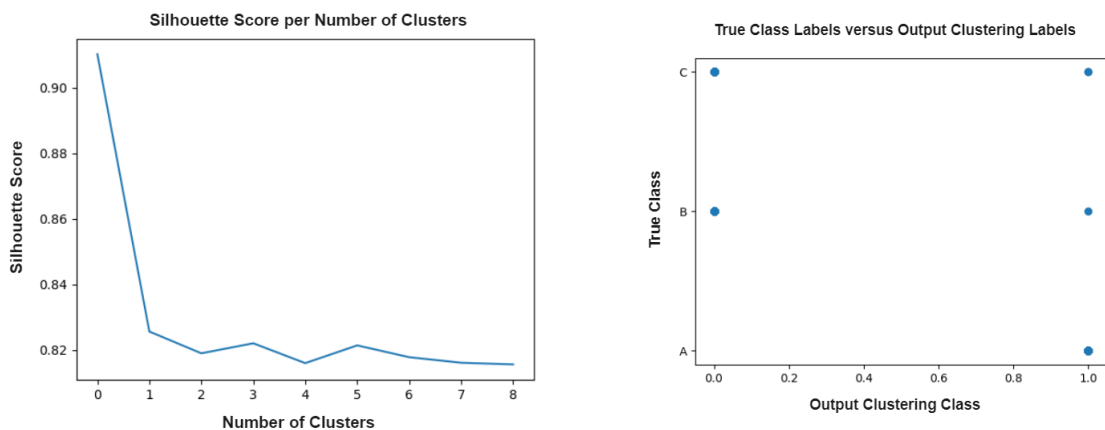 Silhouette Score per Number of Clusters
0.90
0.88
0.86
0.84
0.82
Silhouette Score
0 1 2 3 4 5 6 7 8
Number of Clusters
True Class Labels versus Output Clustering Labels
C
B
A
True Class
0.0 0.2 0.4 0.6 0.8 1.0
Output Clustering Class